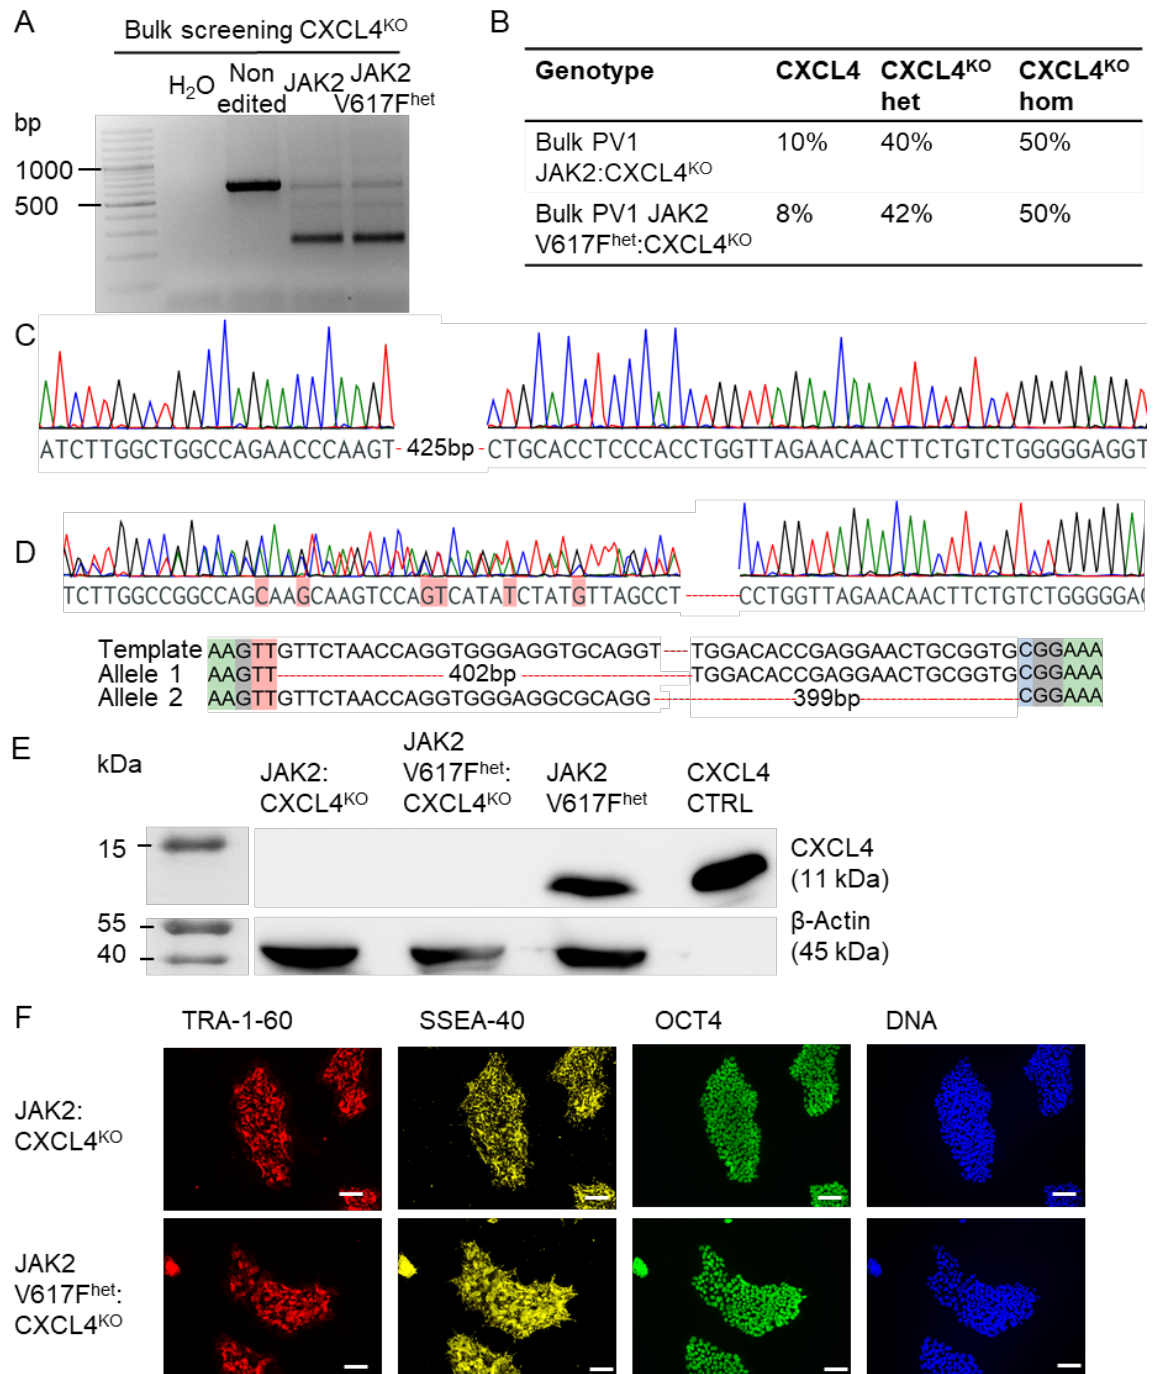 A
Bulk screening CXCL4KO
H2O
Non
edited
JAK2
JAK2
V617Fhet
bp
1000
500
B
Genotype CXCL4 CXCL4KO CXCL4KO
het hom
Bulk PV1 10% 40% 50%
JAK2:CXCL4KO
Bulk PV1 JAK2 8% 42% 50%
V617Fhet:CXCL4KO
C
ATCTTGGCTGGCCAGAACCCAAGT - 425bp - CTGCACCTCCCACCTGGTTAGAACAACTTCTGTCTGGGGGAGGT
D
TCTTGGCCGGCCAGCAAGCAAGTCCAGTCATATCTATGTTAGCCT ------- CCTGGTTAGAACAACTTCTGTCTGGGGGAG
Template AAGTTGTTCTAACCAGGTGGGAGGTGCAGGT ---- TGGACACCGAGGAACTGCGGTGCGGAAA
Allele 1 AAGTT 402bp TGGACACCGAGGAACTGCGGTGCGGAAA
Allele 2 AAGTTGTTCTAACCAGGTGGGAGGCGCAGG 399bp CGGAAA
E
kDa
JAK2:
CXCL4KO
JAK2
V617Fhet:
CXCL4KO
JAK2
V617Fhet
CXCL4
CTRL
15
CXCL4
(11 kDa)
55
40
β-Actin
(45 kDa)
F
TRA-1-60 SSEA-40 OCT4 DNA
JAK2:
CXCL4KO
JAK2
V617Fhet:
CXCL4KO